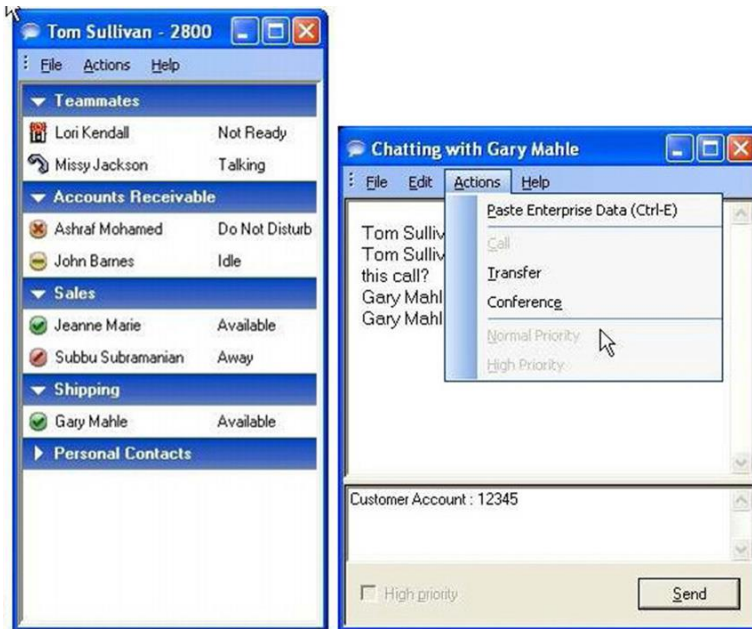 Tom Sullivan - 2800
File Actions Help
Teammates
Lori Kendall Not Ready
Missy Jackson Talking
Accounts Receivable
Ashraf Mohamed Do Not Disturb
John Barnes Idle
Sales
Jeanne Marie Available
Subbu Subramanian Away
Shipping
Gary Mahle Available
Personal Contacts
Chatting with Gary Mahle
File Edit Actions Help
Paste Enterprise Data (Ctrl-E)
Call
Transfer
Conference
Normal Priority
High Priority
Tom Sulliv
Tom Sulliv
this call?
Gary Mahl
Gary Mahl
Customer Account : 12345
High priority
Send